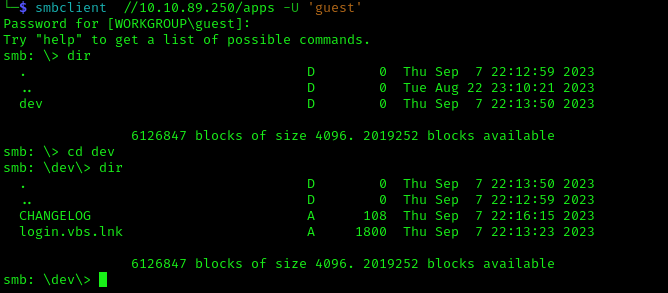 └─$ smbclient  //10.10.89.250/apps -U 'guest'
Password for [WORKGROUP\guest]:
Try "help" to get a list of possible commands.
smb: \> dir
  .                                   D        0  Thu Sep  7 22:12:59 2023
  ..                                  D        0  Tue Aug 22 23:10:21 2023
  dev                                 D        0  Thu Sep  7 22:13:50 2023
                6126847 blocks of size 4096. 2019252 blocks available
smb: \> cd dev
smb: \dev\> dir
  .                                   D        0  Thu Sep  7 22:13:50 2023
  ..                                  D        0  Thu Sep  7 22:12:59 2023
  CHANGELOG                           A      108  Thu Sep  7 22:16:15 2023
  login.vbs.lnk                       A     1800  Thu Sep  7 22:13:23 2023
                6126847 blocks of size 4096. 2019252 blocks available
smb: \dev\>